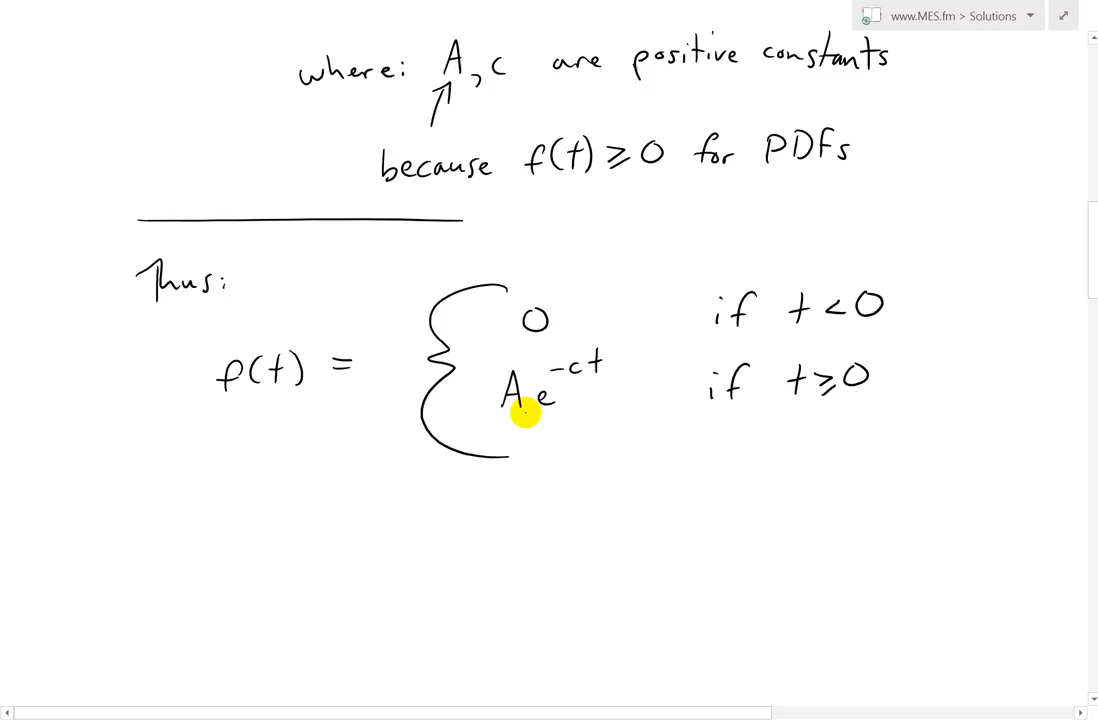 www.MES.fm > Solutions
where: A, c are positive constants
because f(t) ⩾ 0 for PDFs
Thus:
0 if t < 0
f(t) =
Ae^{-ct} if t ⩾ 0